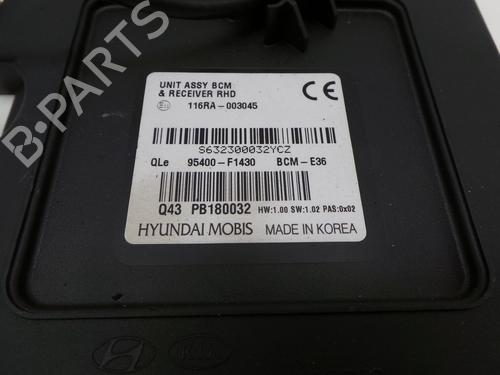 UNIT ASSY BCM
& RECEIVER RHD
CE
116RA-003045
S632300032YCZ
QLe 95400-F1430 BCM-E36
Q43 PB180032 HW:1.00 SW:1.02 PAS:0x02
HYUNDAI MOBIS MADE IN KOREA
KIA
B-PARTS